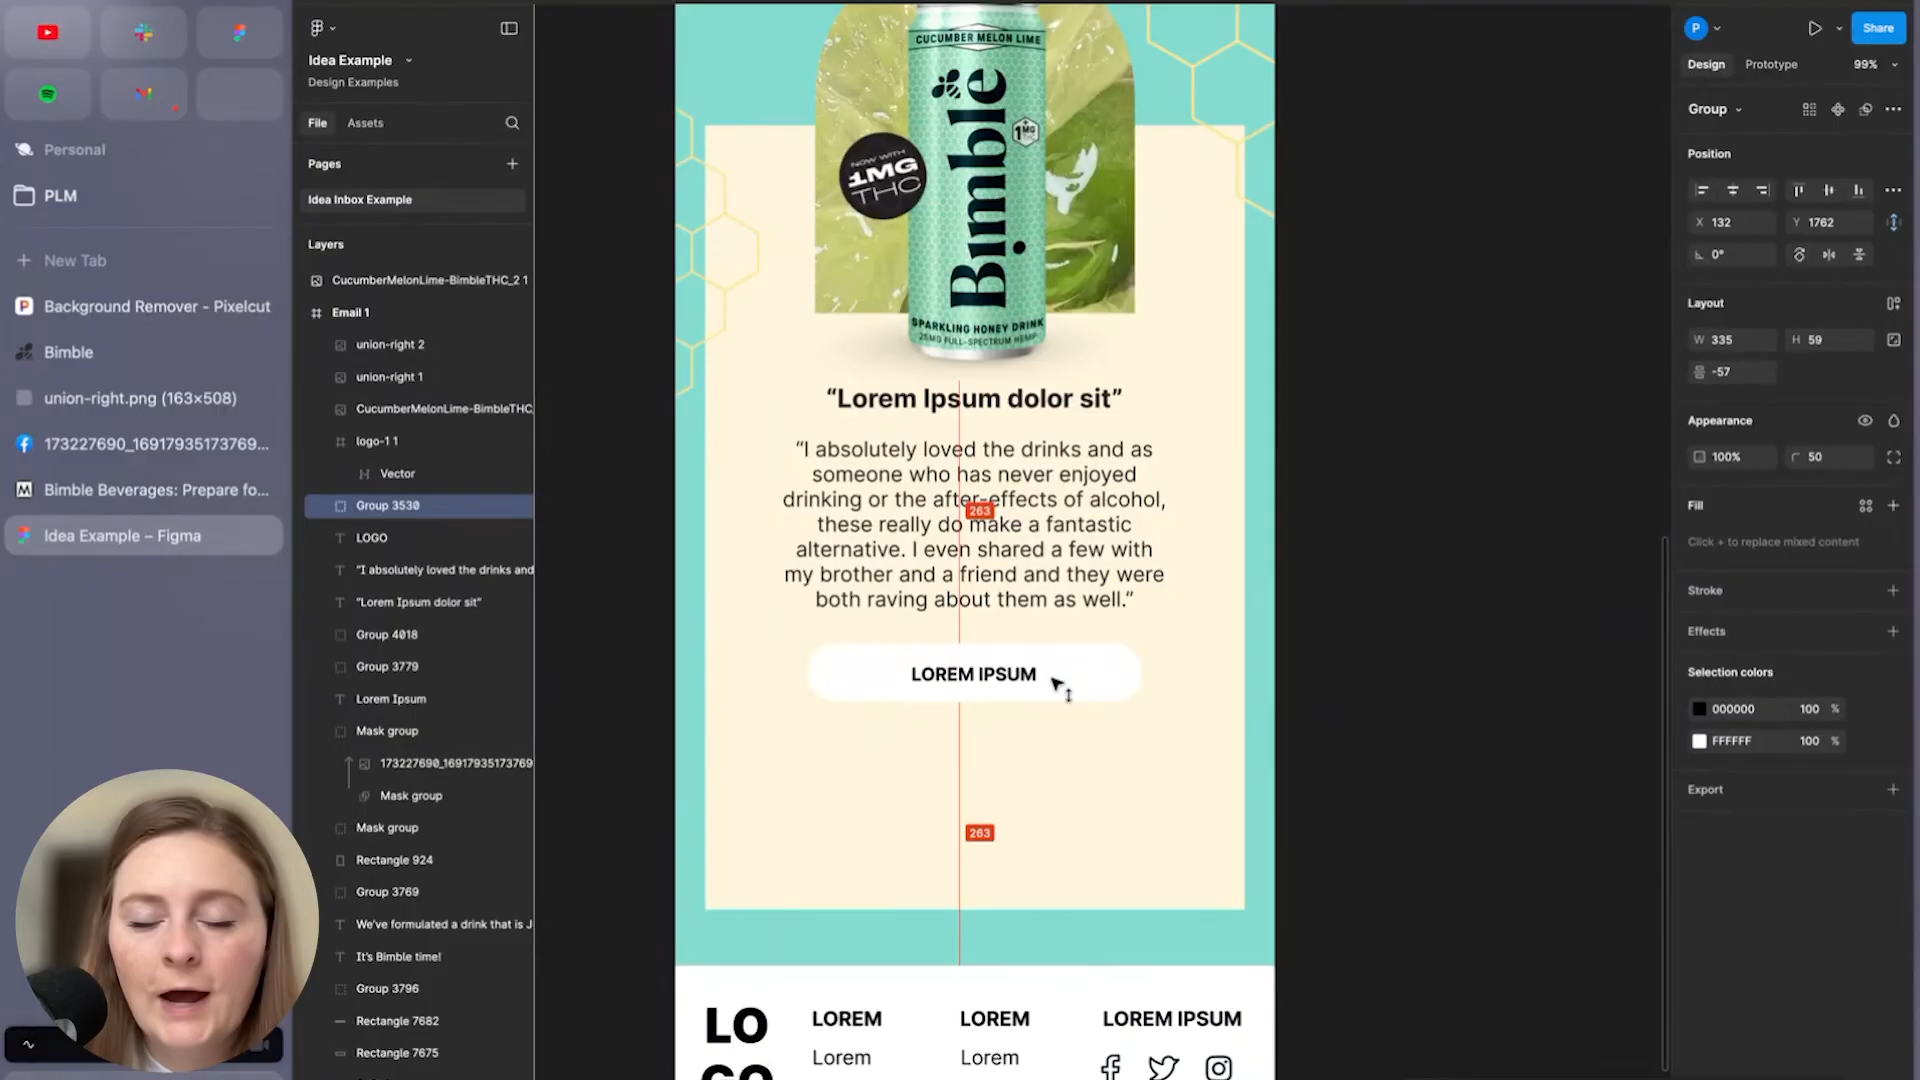 Personal
PLM
New Tab
Background Remover - Pixelcut
Bimble
union-right.png (163×508)
173227690_16917935173769...
Bimble Beverages: Prepare fo...
Idea Example – Figma
Idea Example
Design Examples
File Assets
Pages
Idea Inbox Example
Layers
CucumberMelonLime-BimbleTHC_2 1
Email 1
union-right 2
union-right 1
CucumberMelonLime-BimbleTHC_
logo-1 1
Vector
Group 3530
LOGO
"I absolutely loved the drinks and
"Lorem Ipsum dolor sit"
Group 4018
Group 3779
Lorem Ipsum
Mask group
173227690_16917935173769
Mask group
Mask group
Rectangle 924
Group 3769
We've formulated a drink that is J
It's Bimble time!
Group 3796
Rectangle 7682
Rectangle 7675
CUCUMBER MELON LIME
Bimble
1MG
NOW WITH
1MG
THC
SPARKLING HONEY DRINK
25MG FULL-SPECTRUM HEMP
“Lorem Ipsum dolor sit”
“I absolutely loved the drinks and as
someone who has never enjoyed
drinking or the after-effects of alcohol,
these really do make a fantastic
alternative. I even shared a few with
my brother and a friend and they were
both raving about them as well.”
263
LOREM IPSUM
263
LO
GO
LOREM
Lorem
LOREM
Lorem
LOREM IPSUM
P
Share
Design Prototype 99%
Group
Position
X 132 Y 1762
0°
Layout
W 335 H 59
-57
Appearance
100% 50
Fill
Click + to replace mixed content
Stroke
Effects
Selection colors
000000 100 %
FFFFFF 100 %
Export